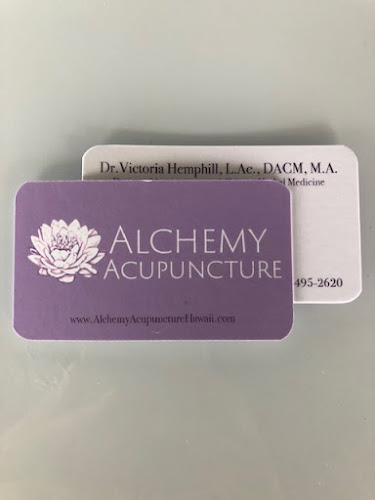 Dr. Victoria Hemphill, L.Ac., DACM, M.A.
Medicine
ALCHEMY
ACUPUNCTURE
495-2620
www.AlchemyAcupunctureHawaii.com